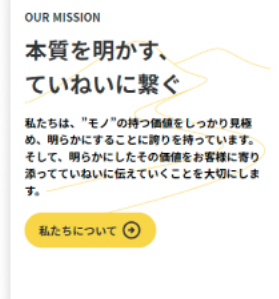 OUR MISSION
本質を明かす、
ていねいに繋ぐ
私たちは、”モノ”の持つ価値をしっかり見極
め、明らかにすることに誇りを持っています。
そして、明らかにしたその価値をお客様に寄り
添ってていねいに伝えていくことを大切にしま
す。
私たちについて